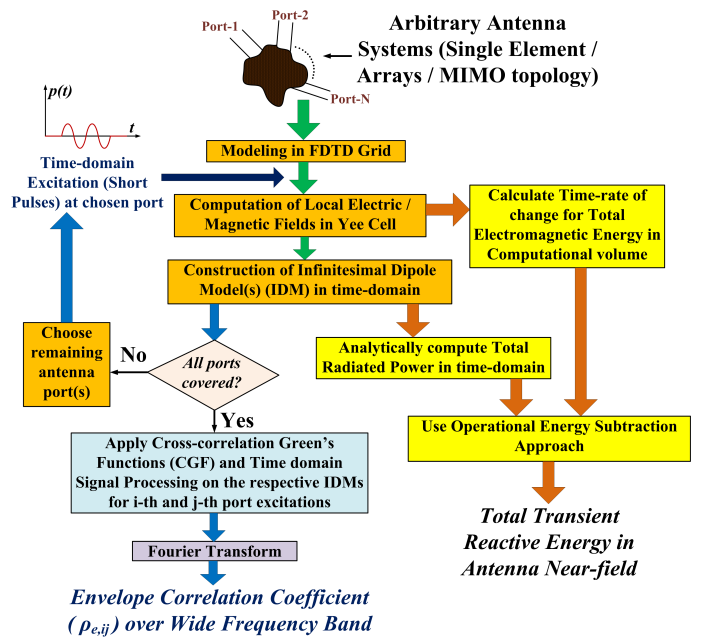 Port-1
Port-2
Port-N
Arbitrary Antenna
Systems (Single Element /
Arrays / MIMO topology)
p(t)
t
Time-domain
Excitation (Short
Pulses) at chosen port
Modeling in FDTD Grid
Computation of Local Electric /
Magnetic Fields in Yee Cell
Calculate Time-rate of
change for Total
Electromagnetic Energy in
Computational volume
Construction of Infinitesimal Dipole
Model(s) (IDM) in time-domain
Choose
remaining
antenna
port(s)
No
All ports
covered?
Yes
Analytically compute Total
Radiated Power in time-domain
Use Operational Energy Subtraction
Approach
Apply Cross-correlation Green's
Functions (CGF) and Time domain
Signal Processing on the respective IDMs
for i-th and j-th port excitations
Total Transient
Reactive Energy in
Antenna Near-field
Fourier Transform
Envelope Correlation Coefficient
( ρe,ij ) over Wide Frequency Band